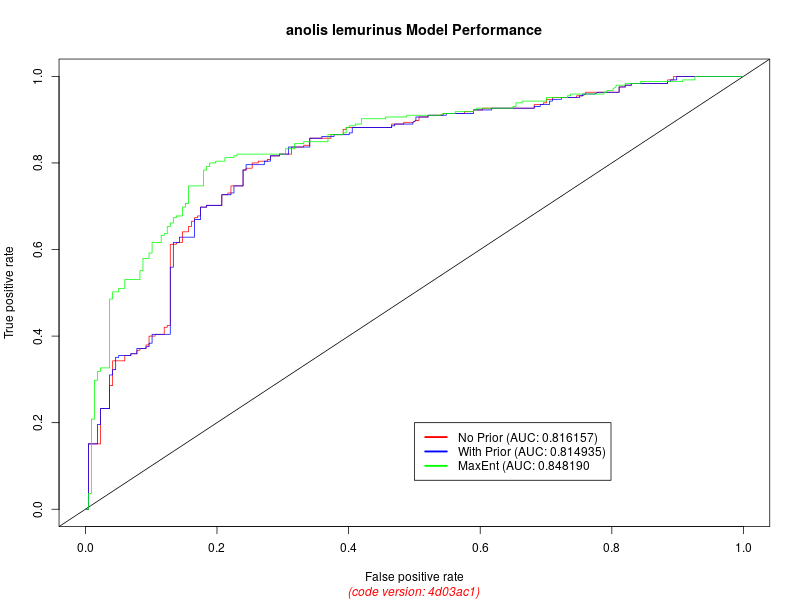 anolis lemurinus Model Performance
True positive rate
1.0
0.8
0.6
0.4
0.2
0.0
No Prior (AUC: 0.816157)
With Prior (AUC: 0.814935)
MaxEnt (AUC: 0.848190
0.0 0.2 0.4 0.6 0.8 1.0
False positive rate
(code version: 4d03ac1)